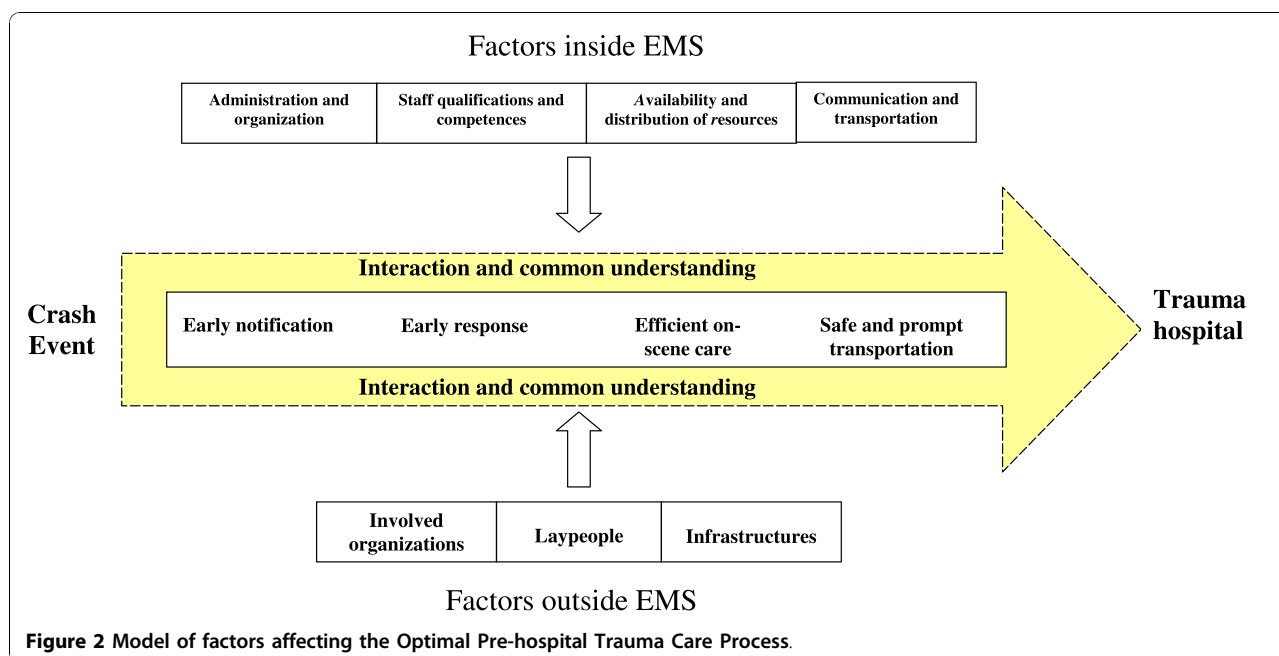 Factors inside EMS
Administration and
organization
Staff qualifications and
competences
Availability and
distribution of resources
Communication and
transportation
Interaction and common understanding
Crash
Event
Early notification
Early response
Efficient on-
scene care
Safe and prompt
transportation
Trauma
hospital
Interaction and common understanding
Involved
organizations
Laypeople
Infrastructures
Factors outside EMS
Figure 2 Model of factors affecting the Optimal Pre-hospital Trauma Care Process.